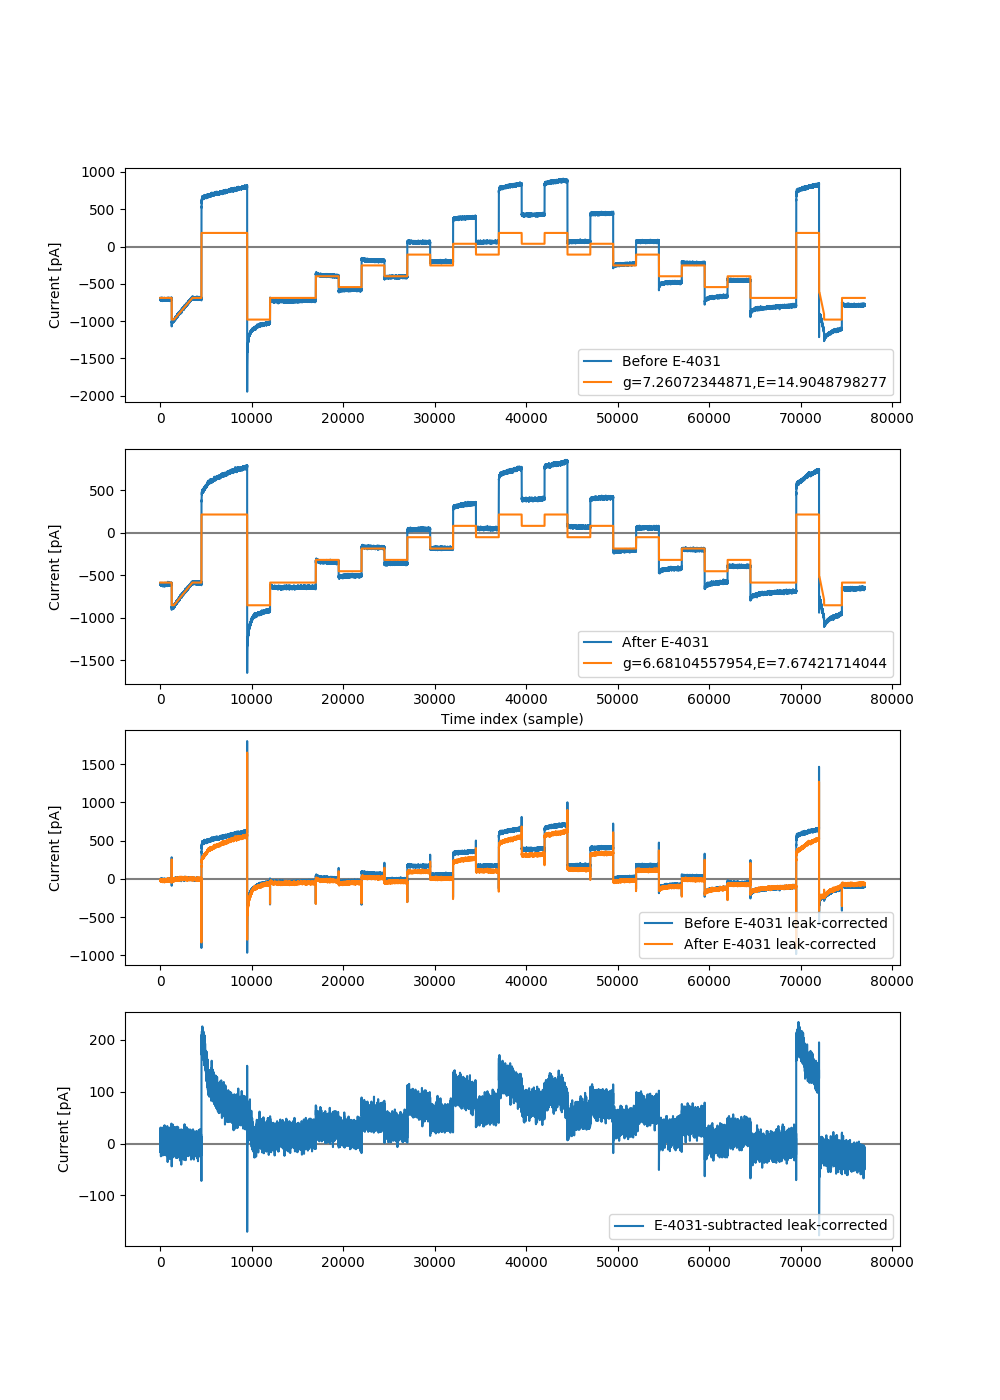 1000
500
0
−500
−1000
−1500
−2000
Current [pA]
Before E-4031
g=7.26072344871,E=14.9048798277
0 10000 20000 30000 40000 50000 60000 70000 80000
500
0
−500
−1000
−1500
Current [pA]
After E-4031
g=6.68104557954,E=7.67421714044
0 10000 20000 30000 40000 50000 60000 70000 80000
Time index (sample)
1500
1000
500
0
−500
−1000
Current [pA]
Before E-4031 leak-corrected
After E-4031 leak-corrected
0 10000 20000 30000 40000 50000 60000 70000 80000
200
100
0
−100
Current [pA]
E-4031-subtracted leak-corrected
0 10000 20000 30000 40000 50000 60000 70000 80000